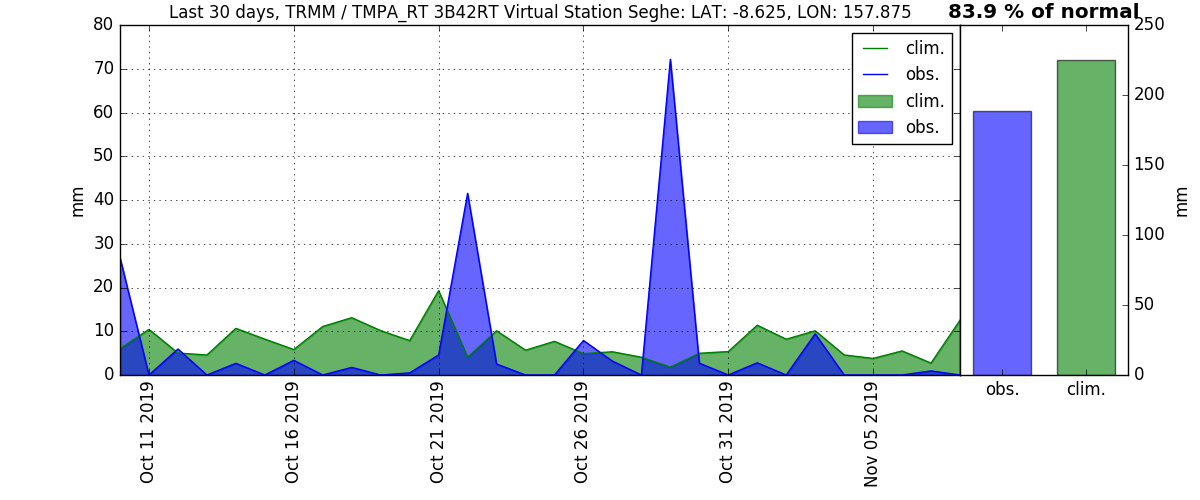 Last 30 days, TRMM / TMPA_RT 3B42RT Virtual Station Seghe: LAT: -8.625, LON: 157.875
83.9 % of normal
80
70
60
50
40
30
20
10
0
mm
clim.
obs.
clim.
obs.
Oct 11 2019
Oct 16 2019
Oct 21 2019
Oct 26 2019
Oct 31 2019
Nov 05 2019
250
200
150
100
50
0
mm
obs.
clim.